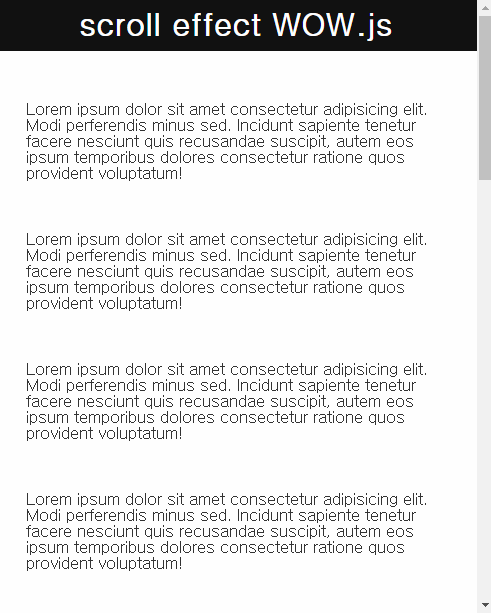 scroll effect WOW.js
Lorem ipsum dolor sit amet consectetur adipisicing elit.
Modi perferendis minus sed. Incidunt sapiente tenetur
facere nesciunt quis recusandae suscipit, autem eos
ipsum temporibus dolores consectetur ratione quos
provident voluptatum!
Lorem ipsum dolor sit amet consectetur adipisicing elit.
Modi perferendis minus sed. Incidunt sapiente tenetur
facere nesciunt quis recusandae suscipit, autem eos
ipsum temporibus dolores consectetur ratione quos
provident voluptatum!
Lorem ipsum dolor sit amet consectetur adipisicing elit.
Modi perferendis minus sed. Incidunt sapiente tenetur
facere nesciunt quis recusandae suscipit, autem eos
ipsum temporibus dolores consectetur ratione quos
provident voluptatum!
Lorem ipsum dolor sit amet consectetur adipisicing elit.
Modi perferendis minus sed. Incidunt sapiente tenetur
facere nesciunt quis recusandae suscipit, autem eos
ipsum temporibus dolores consectetur ratione quos
provident voluptatum!